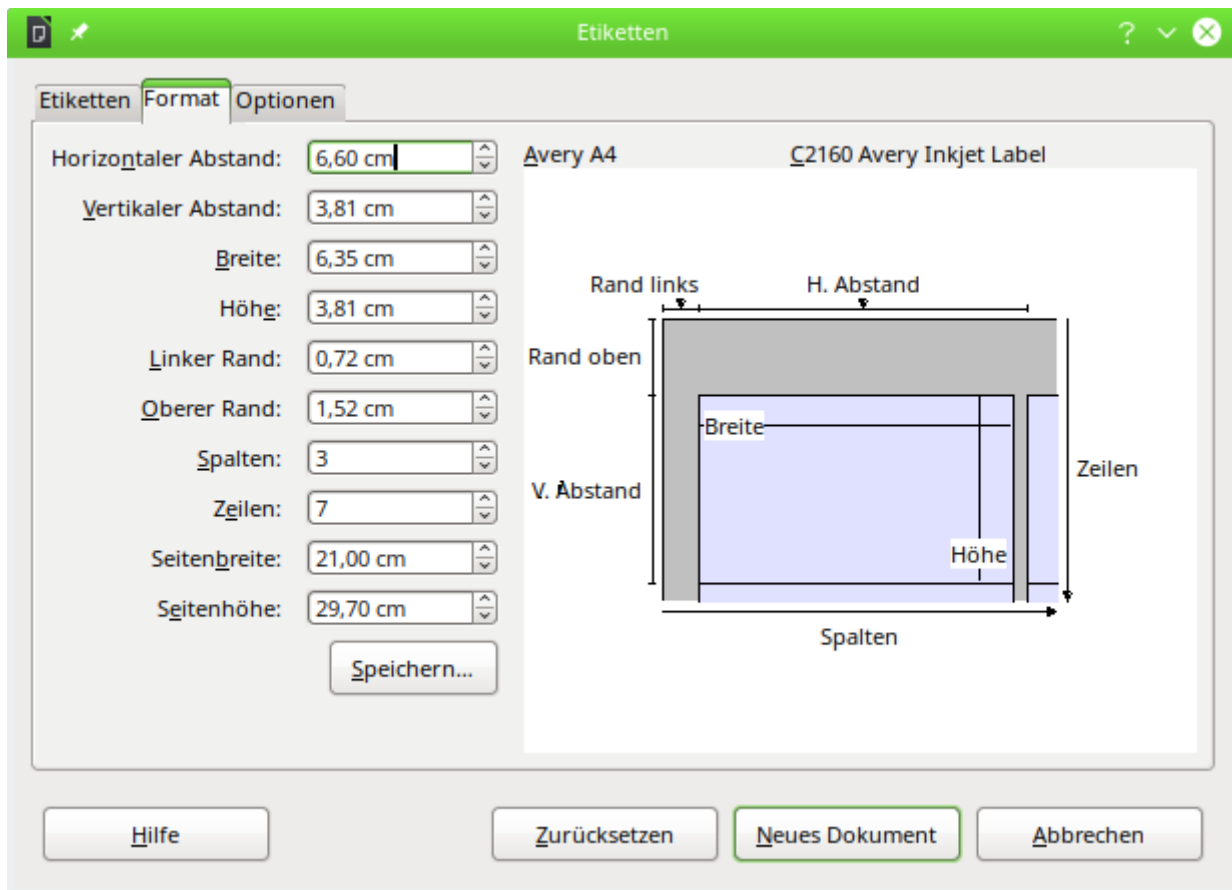 Etiketten
Etiketten Format Optionen
Horizontaler Abstand: 6,60 cm
Vertikaler Abstand: 3,81 cm
Breite: 6,35 cm
Höhe: 3,81 cm
Linker Rand: 0,72 cm
Oberer Rand: 1,52 cm
Spalten: 3
Zeilen: 7
Seitenbreite: 21,00 cm
Seitenhöhe: 29,70 cm
Speichern...
Avery A4 C2160 Avery Inkjet Label
Rand links H. Abstand
Rand oben
Breite
V. Abstand
Zeilen
Höhe
Spalten
Hilfe Zurücksetzen Neues Dokument Abbrechen